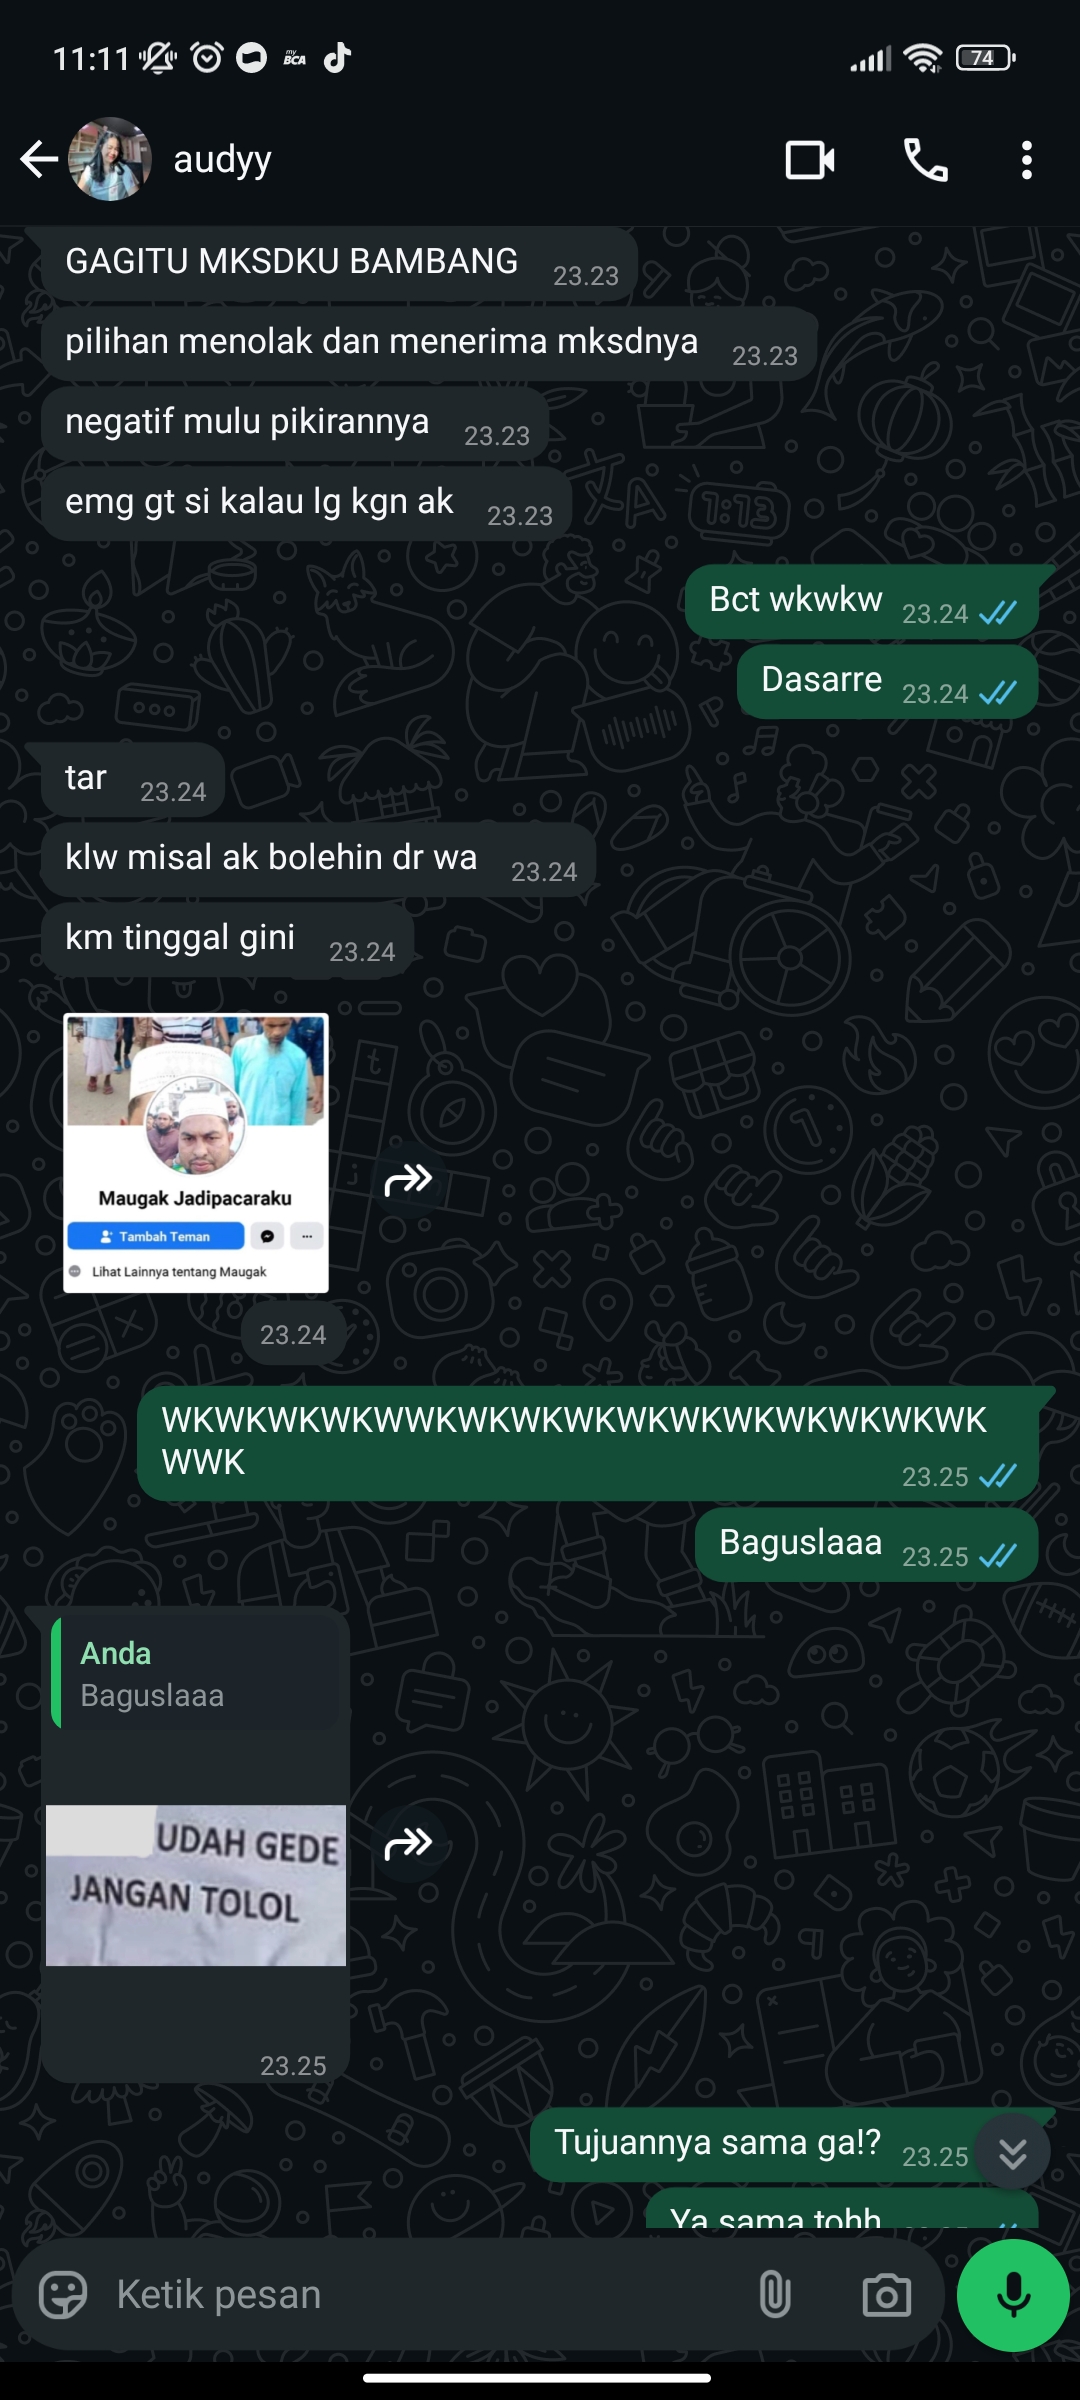 11:11
my
BCA
74
audyy
GAGITU MKSDKU BAMBANG 23.23
pilihan menolak dan menerima mksdnya 23.23
negatif mulu pikirannya 23.23
emg gt si kalau lg kgn ak 23.23
Bct wkwkw 23.24
Dasarre 23.24
tar 23.24
klw misal ak bolehin dr wa 23.24
km tinggal gini 23.24
Maugak Jadipacaraku
Tambah Teman
Lihat Lainnya tentang Maugak
23.24
WKWKWKWKWWKWKWKWKWKWKWKWKWKWKWK
WWK 23.25
Baguslaaa 23.25
Anda
Baguslaaa
UDAH GEDE
JANGAN TOLOL
23.25
Tujuannya sama ga!? 23.25
Ya sama tohh
Ketik pesan